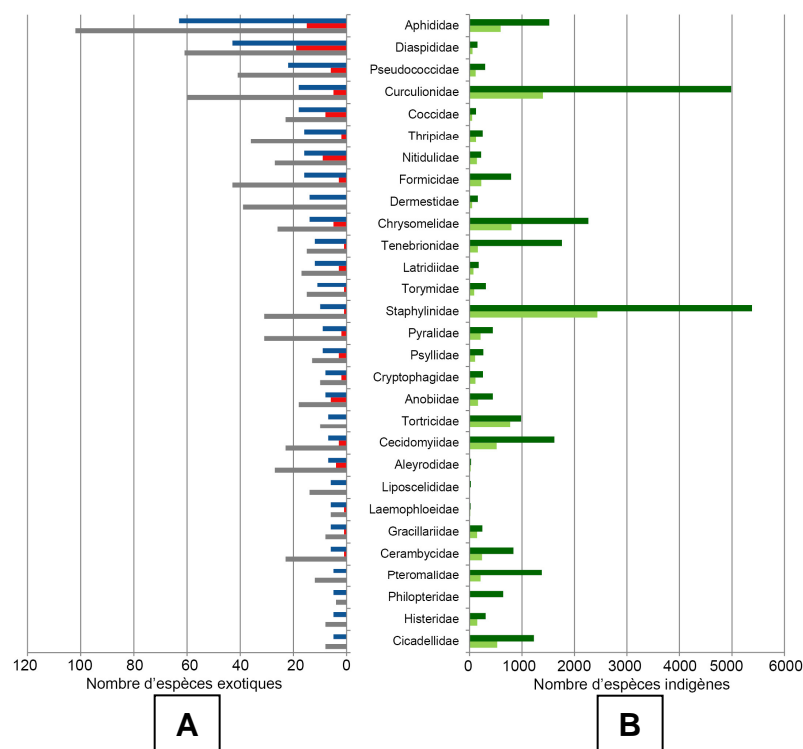 Aphididae
Diaspididae
Pseudococcidae
Curculionidae
Coccidae
Thripidae
Nitidulidae
Formicidae
Dermestidae
Chrysomelidae
Tenebrionidae
Latridiidae
Torymidae
Staphylinidae
Pyralidae
Psyllidae
Cryptophagidae
Anobiidae
Tortricidae
Cecidomyiidae
Aleyrodidae
Liposcelididae
Laemophloeidae
Gracillariidae
Cerambycidae
Pteromalidae
Philopteridae
Histeridae
Cicadellidae
120 100 80 60 40 20 0 0 1000 2000 3000 4000 5000 6000
Nombre d'espèces exotiques Nombre d'espèces indigènes
A B